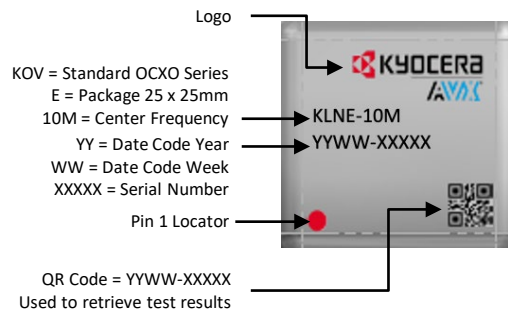 Logo
KOV = Standard OCXO Series
E = Package 25 x 25mm
10M = Center Frequency
YY = Date Code Year
WW = Date Code Week
XXXXX = Serial Number
Pin 1 Locator
QR Code = YYWW-XXXXX
Used to retrieve test results
KYOCERA
AVX
KLNE-10M
YYWW-XXXXX